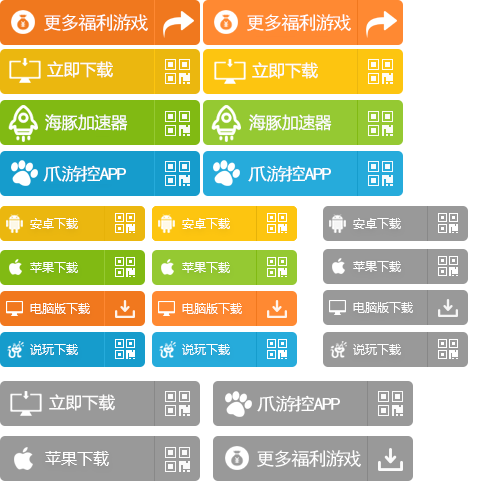 更多福利游戏 更多福利游戏
立即下载 立即下载
海豚加速器 海豚加速器
爪游控APP 爪游控APP
安卓下载 安卓下载 安卓下载
苹果下载 苹果下载 苹果下载
电脑版下载 电脑版下载 电脑版下载
说玩下载 说玩下载 说玩下载
立即下载 爪游控APP
苹果下载 更多福利游戏